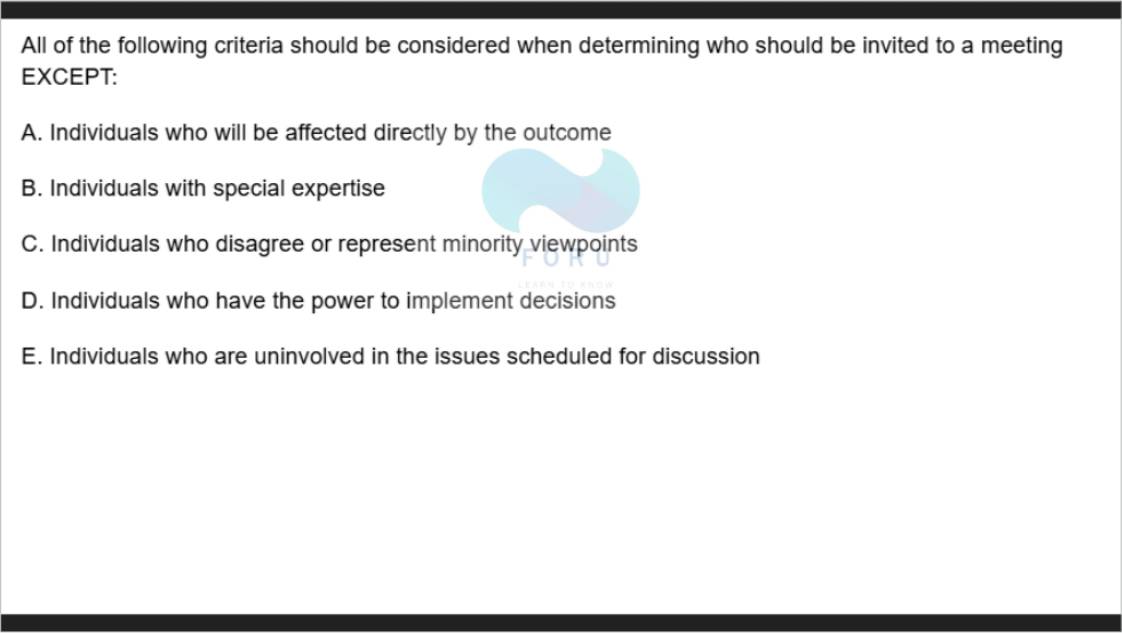 All of the following criteria should be considered when determining who should be invited to a meeting
EXCEPT:
A. Individuals who will be affected directly by the outcome
B. Individuals with special expertise
C. Individuals who disagree or represent minority viewpoints
FORU
LEARN TO KNOW
D. Individuals who have the power to implement decisions
E. Individuals who are uninvolved in the issues scheduled for discussion